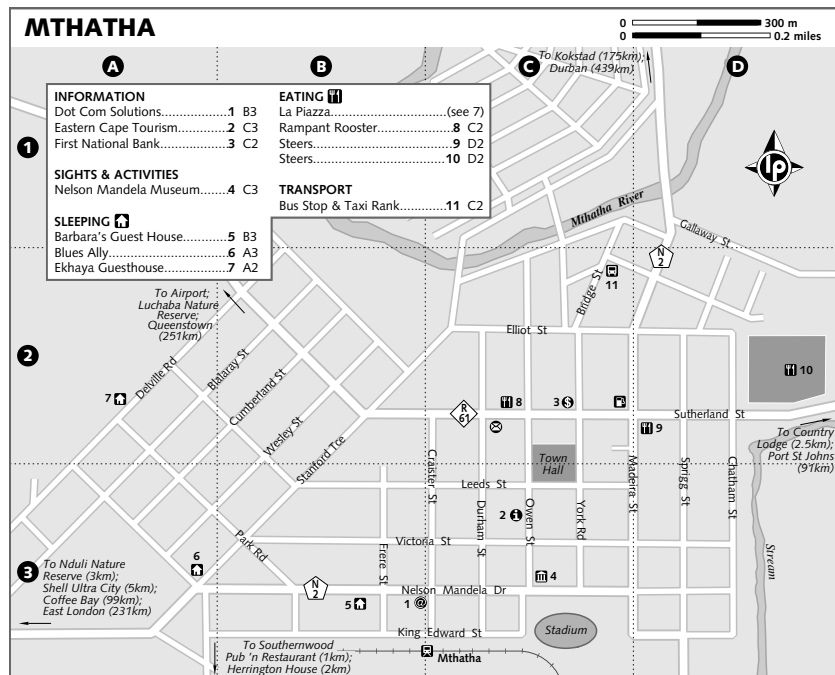 MTHATHA
0 300 m
0 0.2 miles
A
B
C
D
1
2
3
To Kokstad (175km);
Durban (439km)
INFORMATION
Dot Com Solutions....................1 B3
Eastern Cape Tourism..............2 C3
First National Bank...................3 C2
SIGHTS & ACTIVITIES
Nelson Mandela Museum.......4 C3
SLEEPING
Barbara's Guest House............5 B3
Blues Ally..................................6 A3
Ekhaya Guesthouse.................7 A2
EATING
La Piazza.........................(see 7)
Rampant Rooster................8 C2
Steers..................................9 D2
Steers................................10 D2
TRANSPORT
Bus Stop & Taxi Rank............11 C2
lp
Mthatha River
Gallaway St
N
2
Bridge St
11
To Airport;
Luchaba Nature
Reserve;
Queenstown
(251km)
Elliot St
Delville Rd
Blalaray St
Cumberland St
Wesley St
Stanford Tce
7
8
3
$
10
R
61
Sutherland St
9
To Country
Lodge (2.5km);
Port St Johns
(91km)
Town
Hall
Craister St
Leeds St
Durham St
Owen St
York Rd
Madeira St
Sprigg St
Chatham St
2
i
Park Rd
Victoria St
Frere St
Stream
6
4
To Nduli Nature
Reserve (3km);
Shell Ultra City (5km);
Coffee Bay (99km);
East London (231km)
N
2
Nelson Mandela Dr
5
1
@
King Edward St
Stadium
To Southernwood
Pub 'n Restaurant (1km);
Herrington House (2km)
Mthatha